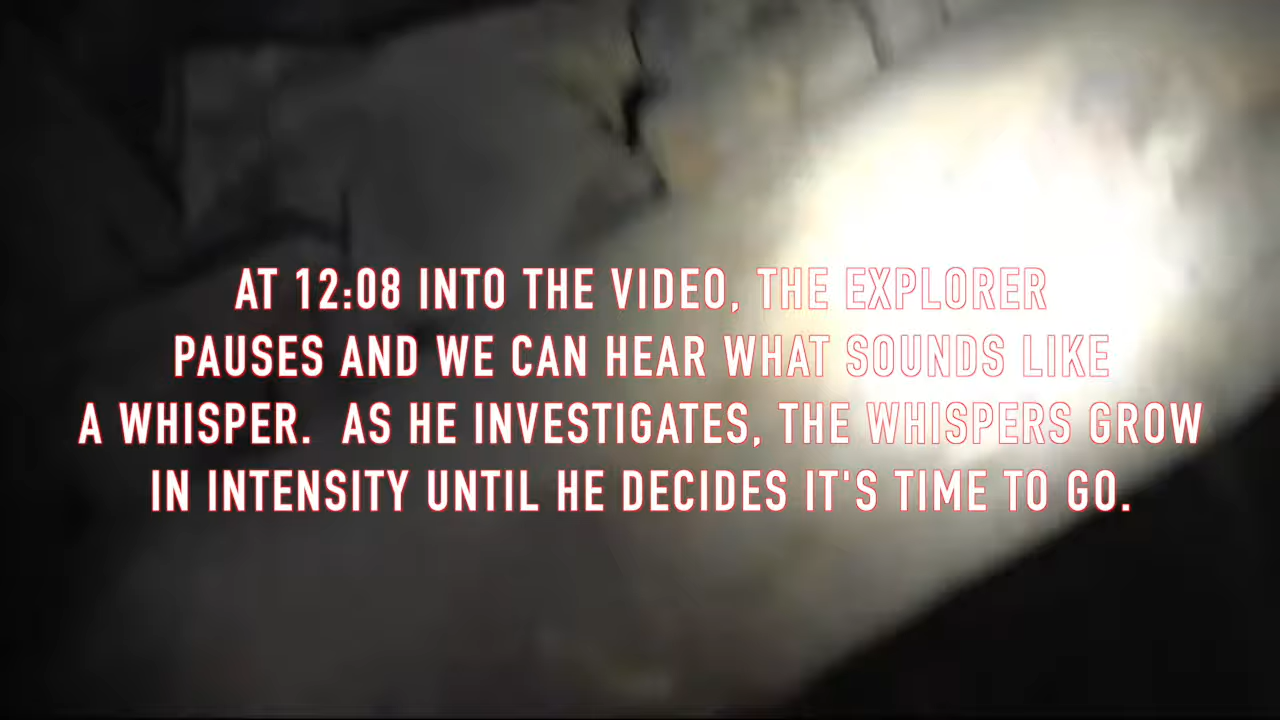 AT 12:08 INTO THE VIDEO, THE EXPLORER
PAUSES AND WE CAN HEAR WHAT SOUNDS LIKE
A WHISPER.  AS HE INVESTIGATES, THE WHISPERS GROW
IN INTENSITY UNTIL HE DECIDES IT'S TIME TO GO.